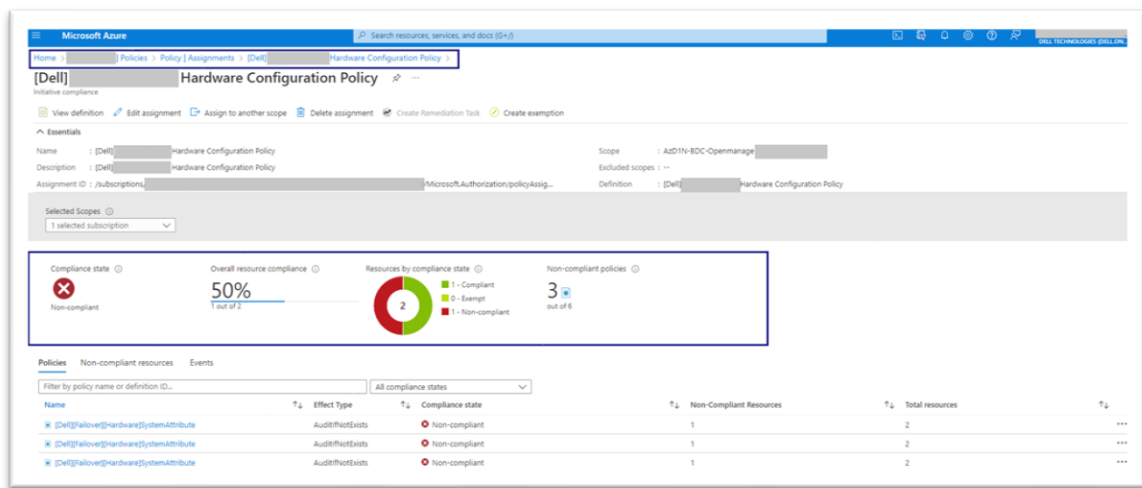 Microsoft Azure
Search resources, services, and docs (G+/)
DELL TECHNOLOGIES (DELL.ON...
Home > ] Policies > Policy | Assignments > [Dell] Hardware Configuration Policy >
[Dell] Hardware Configuration Policy ...
Initiative compliance
View definition Edit assignment Assign to another scope Delete assignment Create Remediation Task Create exemption
Essentials
Name : [Dell] Hardware Configuration Policy Scope : AzD1N-BDC-Openmanage
Description : [Dell] Hardware Configuration Policy Excluded scopes : --
Assignment ID : /subscriptions, /Microsoft.Authorization/policyAssig... Definition : [Dell] Hardware Configuration Policy
Selected Scopes
1 selected subscription
Compliance state Overall resource compliance Resources by compliance state Non-compliant policies
Non-compliant
50%
1 out of 2
2
1 - Compliant
0 - Exempt
1 - Non-compliant
3
out of 6
Policies Non-compliant resources Events
Filter by policy name or definition ID... All compliance states
Name Effect Type Compliance state Non-Compliant Resources Total resources
[Dell][Failover][Hardware]SystemAttribute AuditIfNotExists Non-compliant 1 2 ...
[Dell][Failover][Hardware]SystemAttribute AuditIfNotExists Non-compliant 1 2 ...
[Dell][Failover][Hardware]SystemAttribute AuditIfNotExists Non-compliant 1 2 ...